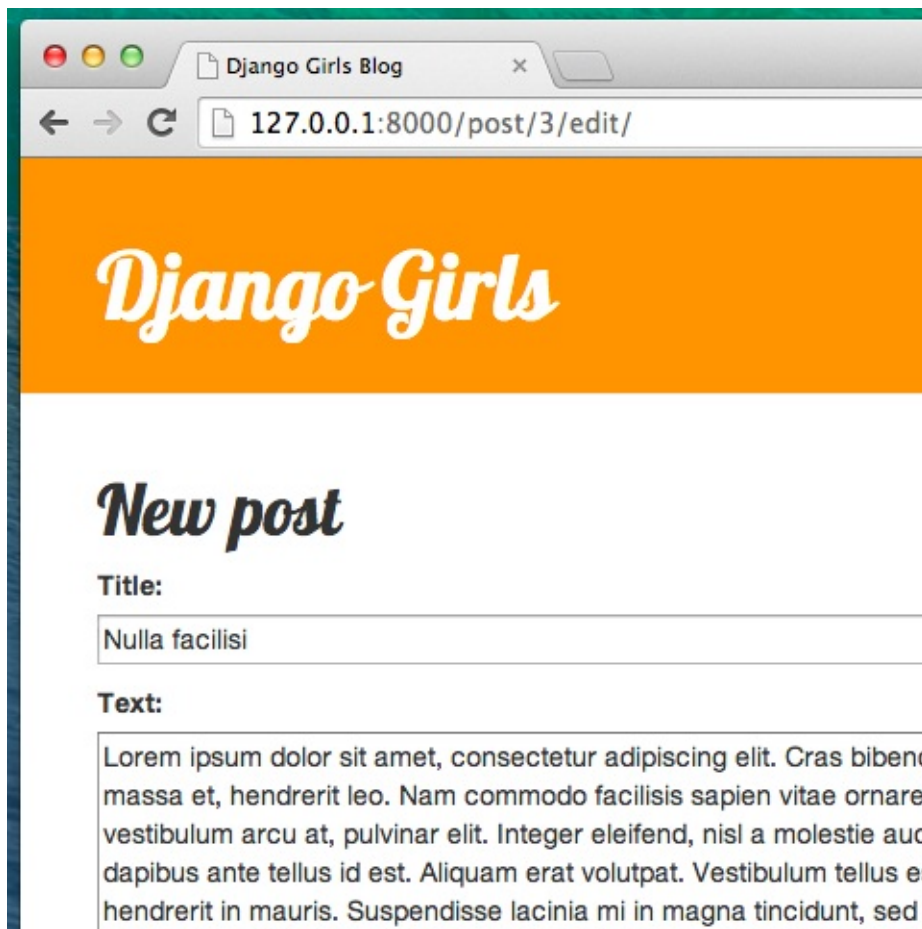 Django Girls Blog
127.0.0.1:8000/post/3/edit/
Django Girls
New post
Title:
Nulla facilisi
Text:
Lorem ipsum dolor sit amet, consectetur adipiscing elit. Cras
massa et, hendrerit leo. Nam commodo facilisis sapien vitae ornare
vestibulum arcu at, pulvinar elit. Integer eleifend, nisl a molestie
dapibus ante tellus id est. Aliquam erat volutpat. Vestibulum tellus
hendrerit in mauris. Suspendisse lacinia mi in magna tincidunt, sed